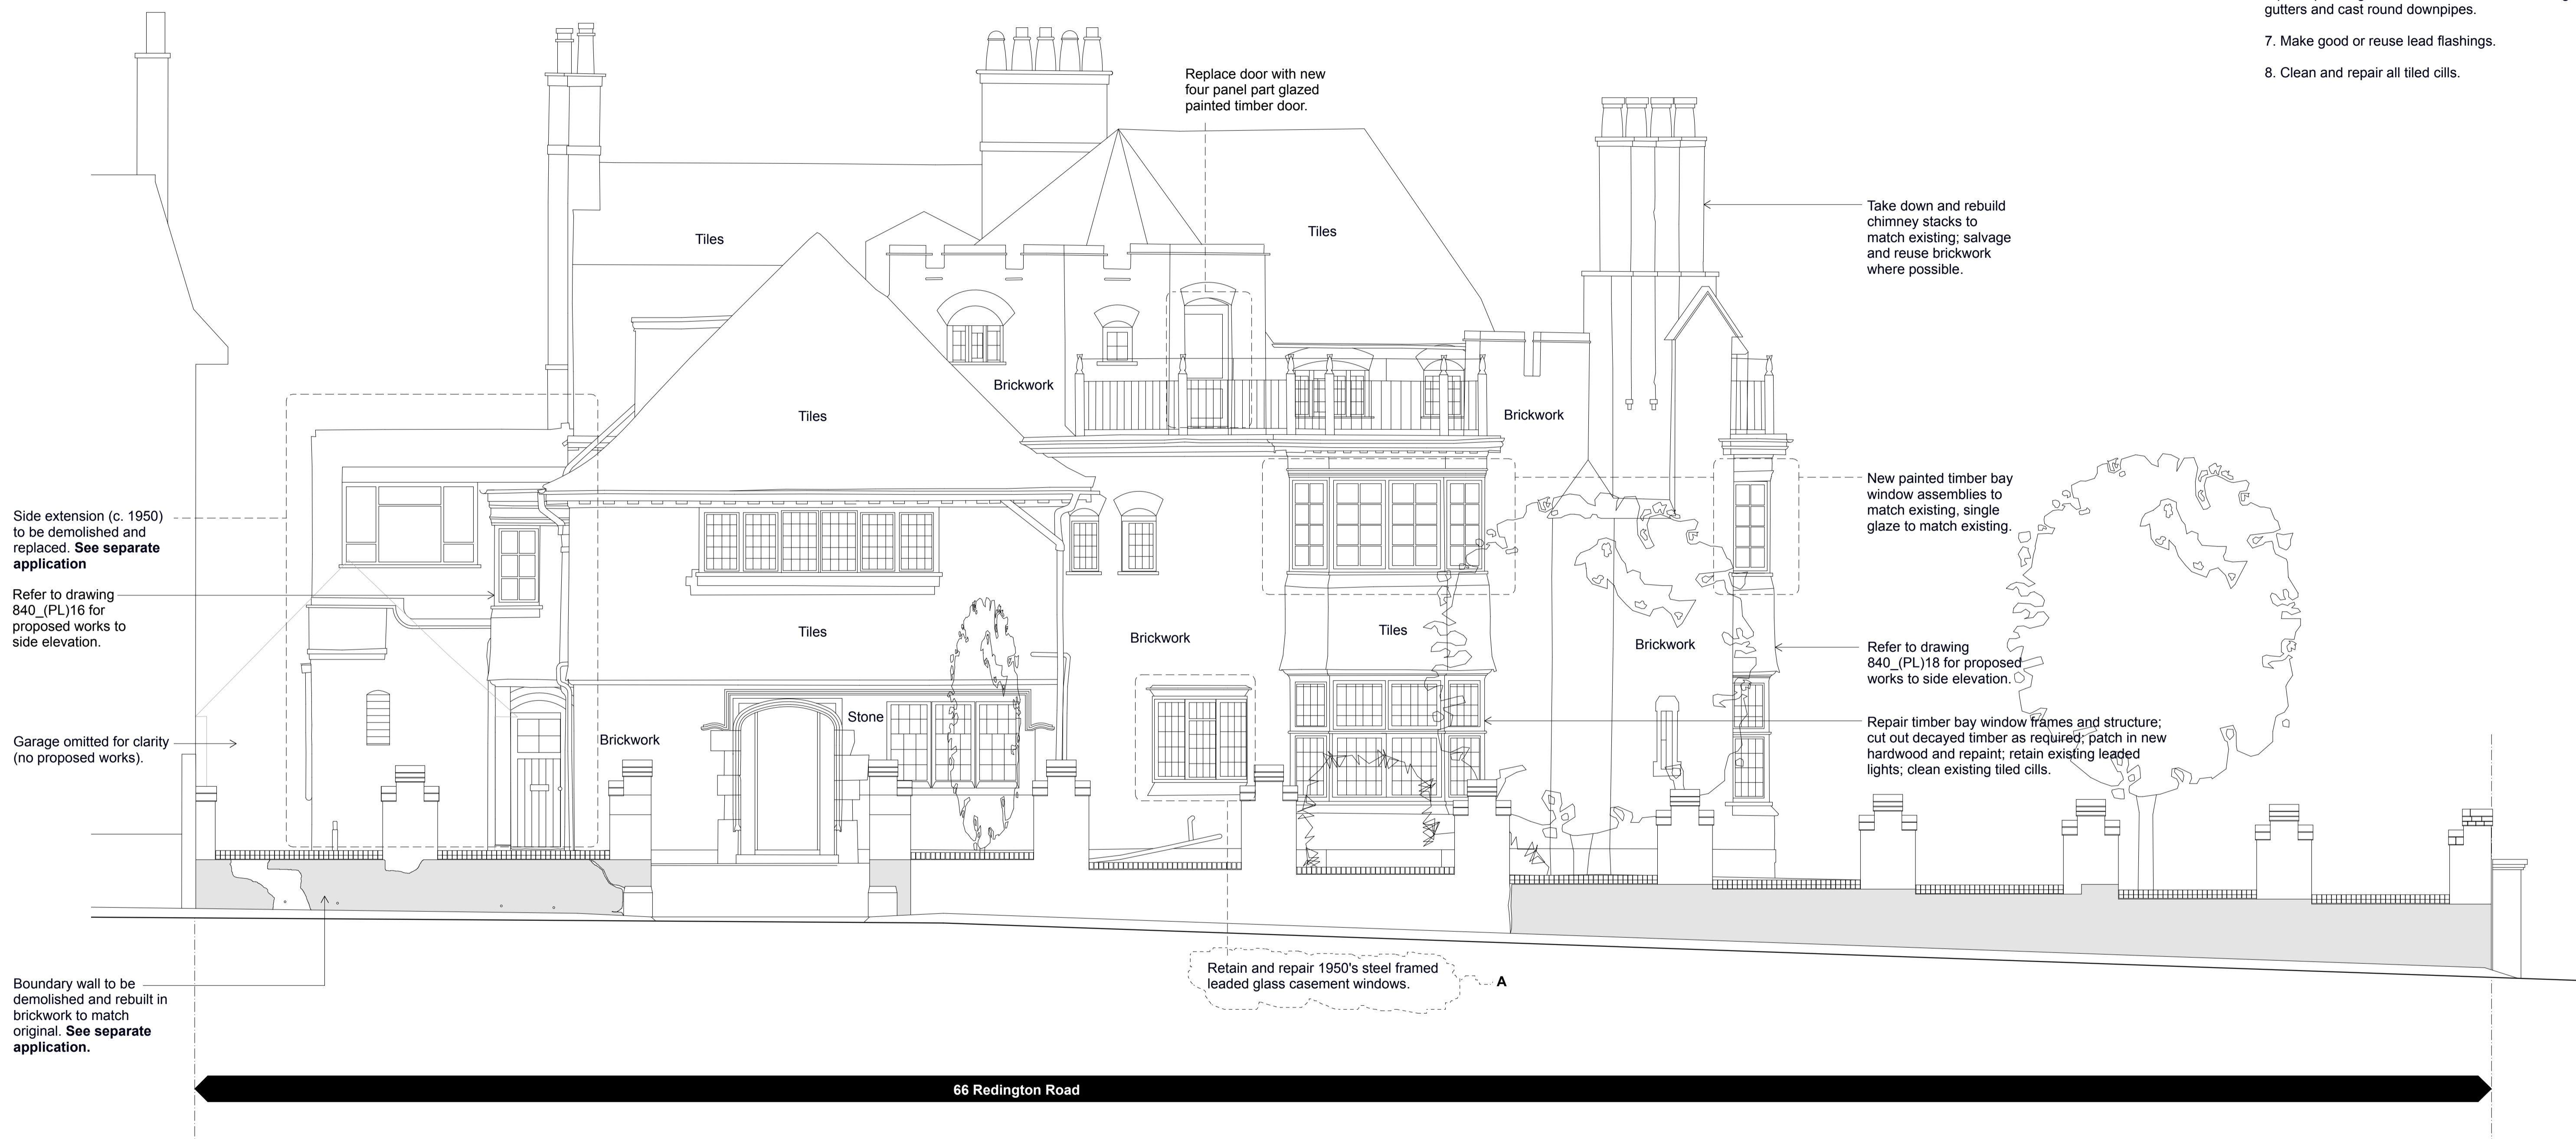 gutters and cast round downpipes.
7. Make good or reuse lead flashings.
8. Clean and repair all tiled cills.
Replace door with new
four panel part glazed
painted timber door.
Tiles
Tiles
Take down and rebuild
chimney stacks to
match existing; salvage
and reuse brickwork
where possible.
Brickwork
Tiles
Brickwork
New painted timber bay
window assemblies to
match existing, single
glaze to match existing.
Side extension (c. 1950)
to be demolished and
replaced. See separate
application
Refer to drawing
840_(PL)16 for
proposed works to
side elevation.
Tiles
Brickwork
Tiles
Brickwork
Refer to drawing
840_(PL)18 for proposed
works to side elevation.
Stone
Brickwork
Garage omitted for clarity
(no proposed works).
Repair timber bay window frames and structure;
cut out decayed timber as required; patch in new
hardwood and repaint; retain existing leaded
lights; clean existing tiled cills.
Retain and repair 1950's steel framed
leaded glass casement windows.
A
Boundary wall to be
demolished and rebuilt in
brickwork to match
original. See separate
application.
66 Redington Road